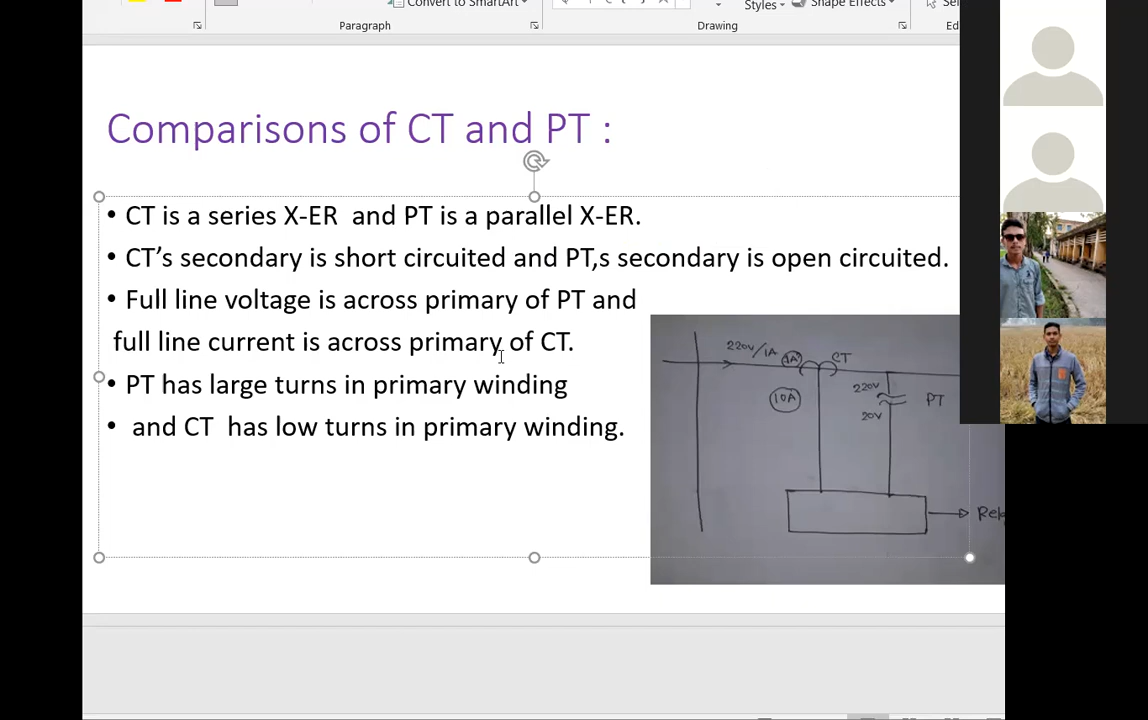 Convert to SmartArt
Styles
Shape Effects
Paragraph
Drawing
Ed
Comparisons of CT and PT :
• CT is a series X-ER and PT is a parallel X-ER.
• CT’s secondary is short circuited and PT,s secondary is open circuited.
• Full line voltage is across primary of PT and
full line current is across primary of CT.
• PT has large turns in primary winding
• and CT has low turns in primary winding.
220V/1A
1A
CT
10A
220V
20V
PT